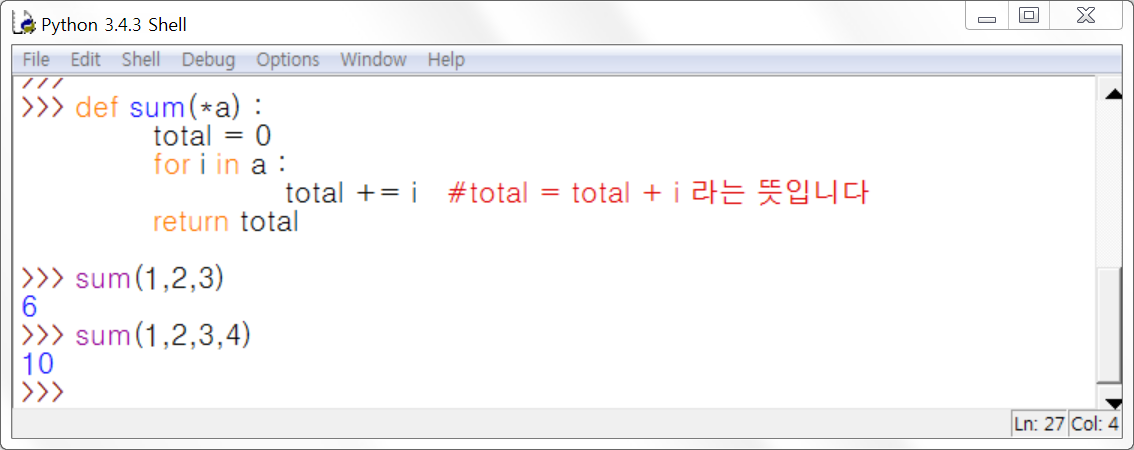 Python 3.4.3 Shell
File Edit Shell Debug Options Window Help
>>>
>>> def sum(*a) :
total = 0
for i in a :
total += i #total = total + i 라는 뜻입니다
return total
>>> sum(1,2,3)
6
>>> sum(1,2,3,4)
10
>>>
Ln: 27 Col: 4